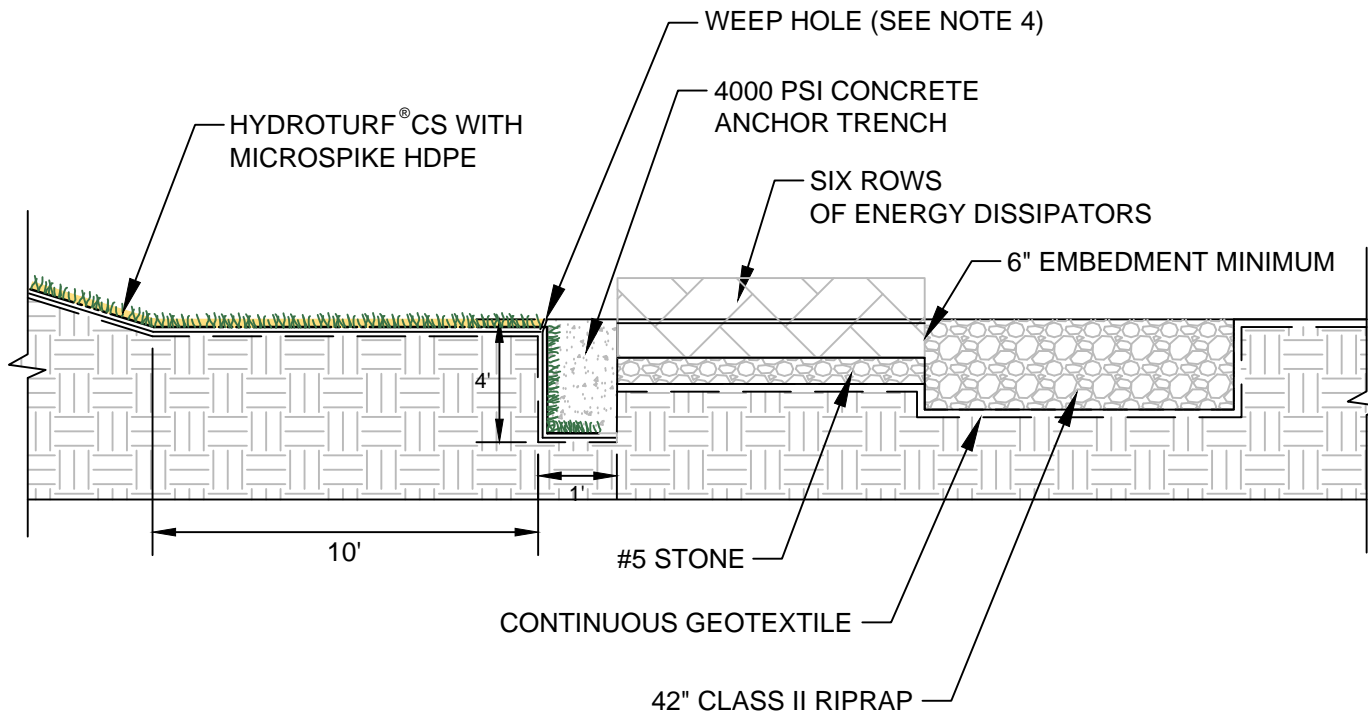 WEEP HOLE (SEE NOTE 4)
4000 PSI CONCRETE
ANCHOR TRENCH
HYDROTURF® CS WITH
MICROSPIKE HDPE
SIX ROWS
OF ENERGY DISSIPATORS
6" EMBEDMENT MINIMUM
4'
1'
10'
#5 STONE
CONTINUOUS GEOTEXTILE
42" CLASS II RIPRAP